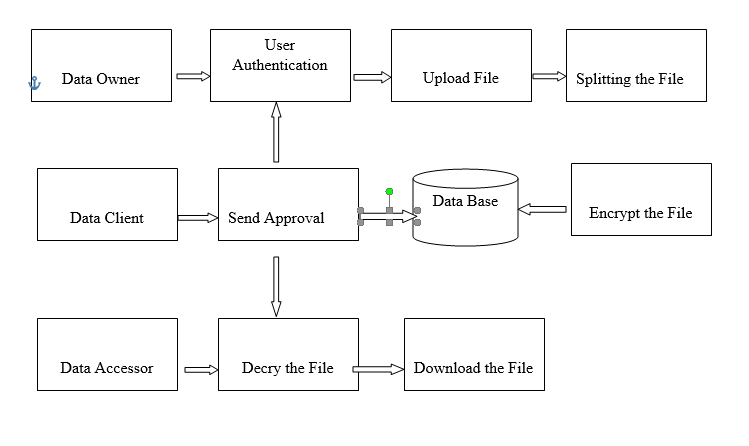 Data Owner
User
Authentication
Upload File
Splitting the File
Data Client
Send Approval
Data Base
Encrypt the File
Data Accessor
Decry the File
Download the File